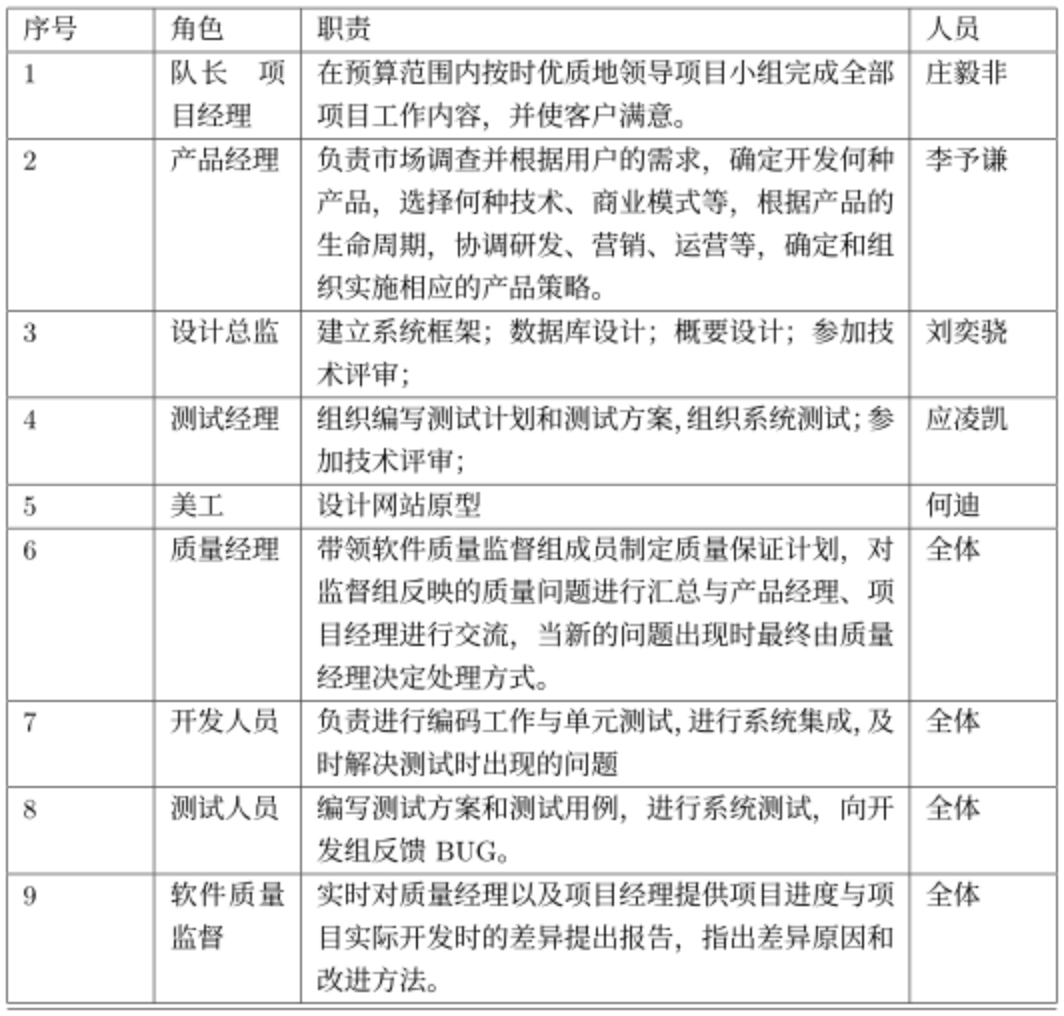 序号 角色 职责 人员
1 队长 项 在预算范围内按时优质地领导项目小组完成全部 庄毅非
目经理 项目工作内容，并使客户满意。
2 产品经理 负责市场调查并根据用户的需求，确定开发何种 李予谦
产品，选择何种技术、商业模式等，根据产品的
生命周期，协调研发、营销、运营等，确定和组
织实施相应的产品策略。
3 设计总监 建立系统框架；数据库设计；概要设计；参加技 刘奕骁
术评审；
4 测试经理 组织编写测试计划和测试方案,组织系统测试;参 应凌凯
加技术评审；
5 美工 设计网站原型 何迪
6 质量经理 带领软件质量监督组成员制定质量保证计划，对 全体
监督组反映的质量问题进行汇总与产品经理、项
目经理进行交流，当新的问题出现时最终由质量
经理决定处理方式。
7 开发人员 负责进行编码工作与单元测试,进行系统集成,及 全体
时解决测试时出现的问题
8 测试人员 编写测试方案和测试用例，进行系统测试，向开 全体
发组反馈 BUG。
9 软件质量 实时对质量经理以及项目经理提供项目进度与项 全体
监督 目实际开发时的差异提出报告，指出差异原因和
改进方法。